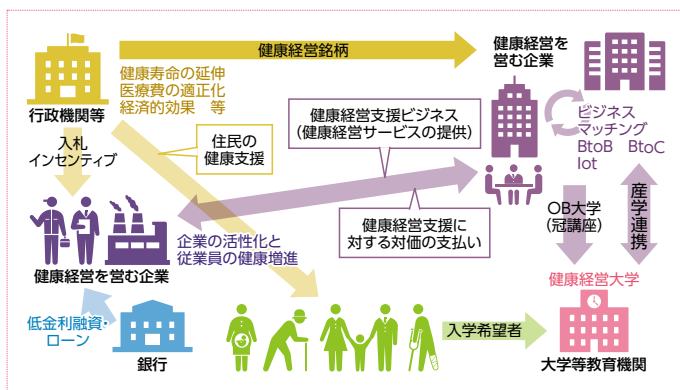 健康経営銘柄
健康経営を
営む企業
健康寿命の延伸
医療費の適正化
経済的効果　等
行政機関等
入札
インセンティブ
住民の
健康支援
健康経営支援ビジネス
(健康経営サービスの提供)
ビジネス
マッチング
BtoB　BtoC
Iot
健康経営支援に
対する対価の支払い
OB大学
(冠講座)
産学連携
企業の活性化と
従業員の健康増進
健康経営を営む企業
健康経営大学
低金利融資・
ローン
銀行
入学希望者
大学等教育機関